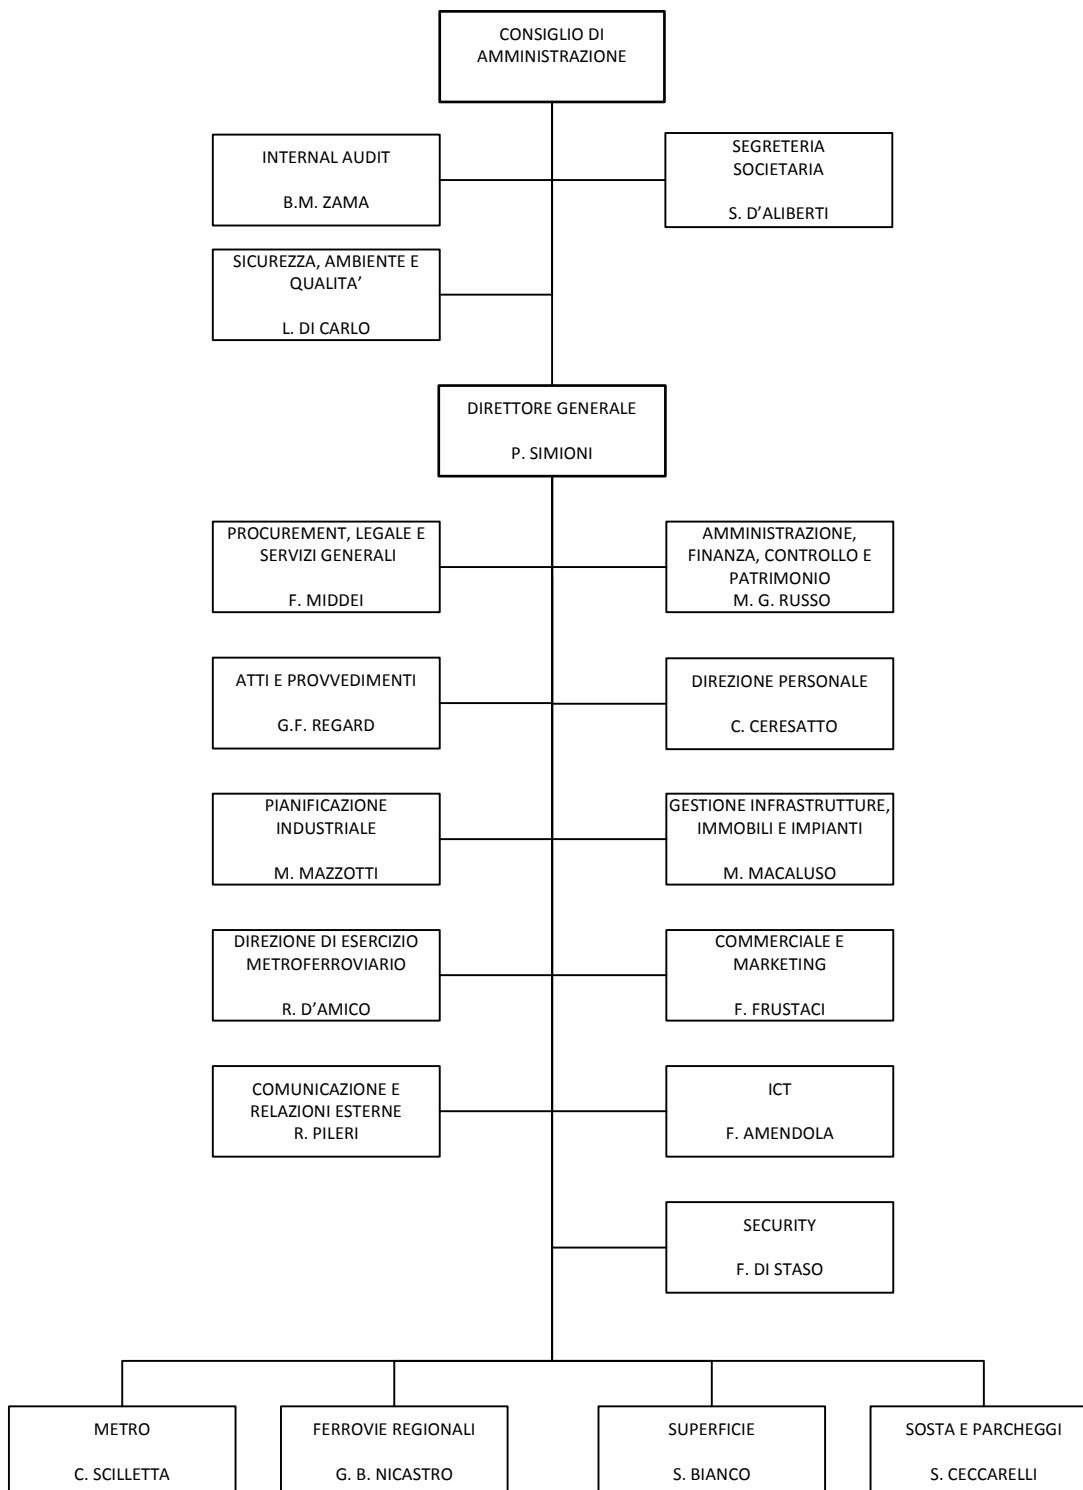 CONSIGLIO DI
AMMINISTRAZIONE
INTERNAL AUDIT
B.M. ZAMA
SEGRETERIA
SOCIETARIA
S. D’ALIBERTI
SICUREZZA, AMBIENTE E
QUALITA’
L. DI CARLO
DIRETTORE GENERALE
P. SIMIONI
PROCUREMENT, LEGALE E
SERVIZI GENERALI
F. MIDDEI
AMMINISTRAZIONE,
FINANZA, CONTROLLO E
PATRIMONIO
M. G. RUSSO
ATTI E PROVVEDIMENTI
G.F. REGARD
DIREZIONE PERSONALE
C. CERESATTO
PIANIFICAZIONE
INDUSTRIALE
M. MAZZOTTI
GESTIONE INFRASTRUTTURE,
IMMOBILI E IMPIANTI
M. MACALUSO
DIREZIONE DI ESERCIZIO
METROFERROVIARIO
R. D’AMICO
COMMERCIALE E
MARKETING
F. FRUSTACI
COMUNICAZIONE E
RELAZIONI ESTERNE
R. PILERI
ICT
F. AMENDOLA
SECURITY
F. DI STASO
METRO
C. SCILLETTA
FERROVIE REGIONALI
G. B. NICASTRO
SUPERFICIE
S. BIANCO
SOSTA E PARCHEGGI
S. CECCARELLI